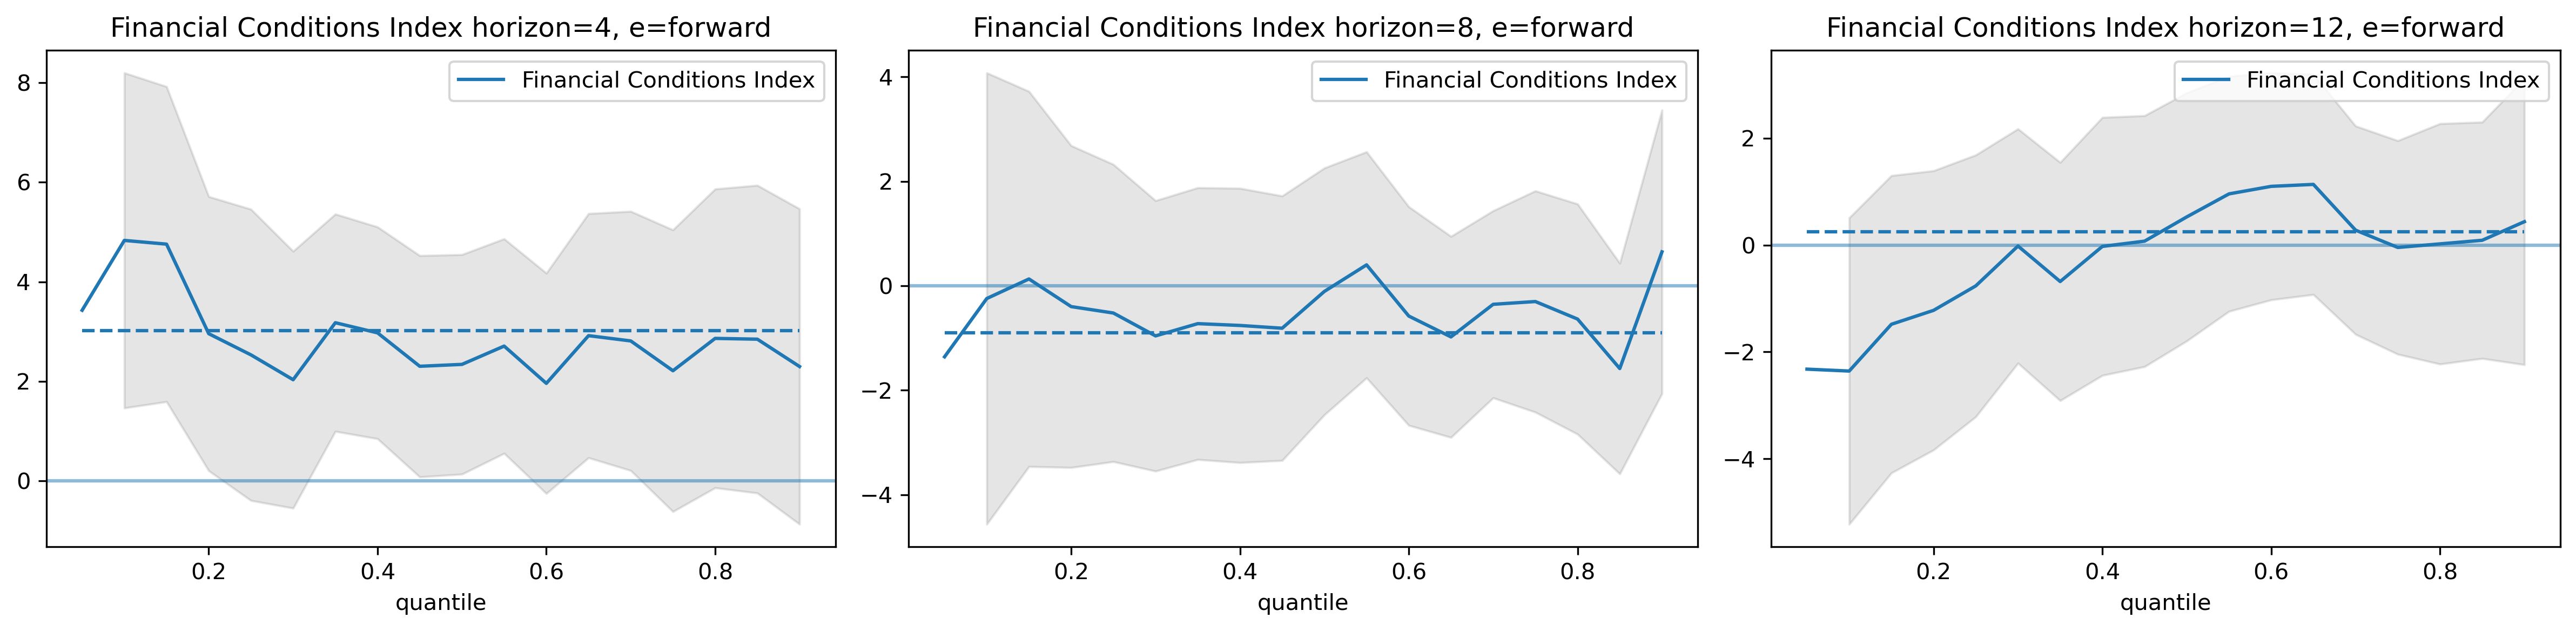 Financial Conditions Index horizon=4, e=forward
Financial Conditions Index
8
6
4
2
0
0.2 0.4 0.6 0.8
quantile
Financial Conditions Index horizon=8, e=forward
Financial Conditions Index
4
2
0
−2
−4
0.2 0.4 0.6 0.8
quantile
Financial Conditions Index horizon=12, e=forward
Financial Conditions Index
2
0
−2
−4
0.2 0.4 0.6 0.8
quantile